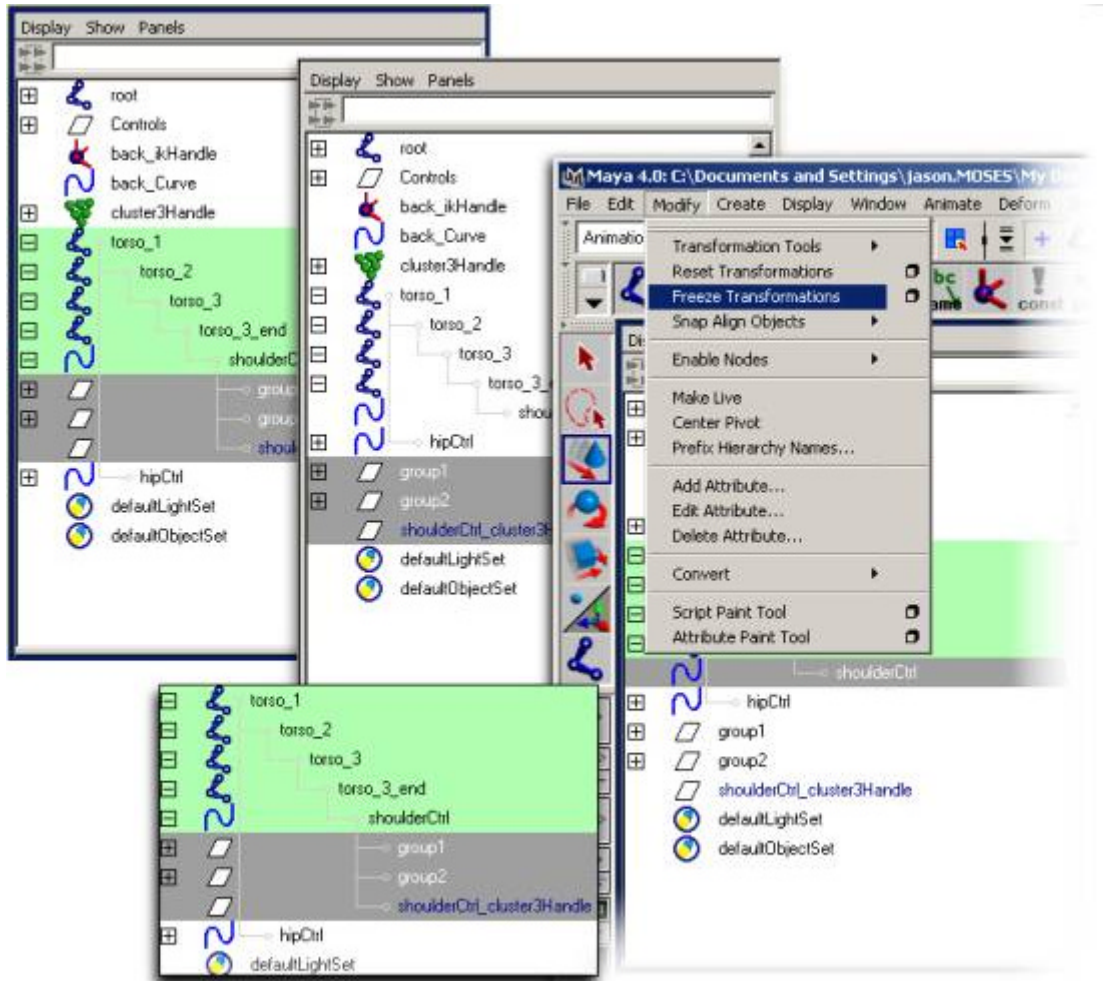 Display Show Panels
root
Controls
back_ikHandle
back_Curve
cluster3Handle
torso_1
torso_2
torso_3
torso_3_end
hipCtrl
defaultLightSet
defaultObjectSet
Display Show Panels
root
Controls
back_ikHandle
back_Curve
cluster3Handle
torso_1
torso_2
torso_3
hipCtrl
group1
group2
defaultLightSet
defaultObjectSet
Maya 4.0: C:\Documents and Settings\jason.MOSES\My
File Edit Modify Create Display Window Animate Deform
Transformation Tools
Reset Transformations
Freeze Transformations
Snap Align Objects
Enable Nodes
Make Live
Center Pivot
Prefix Hierarchy Names...
Add Attribute...
Edit Attribute...
Delete Attribute...
Convert
Script Paint Tool
Attribute Paint Tool
shoulderCtrl
hipCtrl
group1
group2
shoulderCtrl_cluster3Handle
defaultLightSet
defaultObjectSet
torso_1
torso_2
torso_3
torso_3_end
shoulderCtrl
group1
group2
shoulderCtrl_cluster3Handle
hipCtrl
defaultLightSet